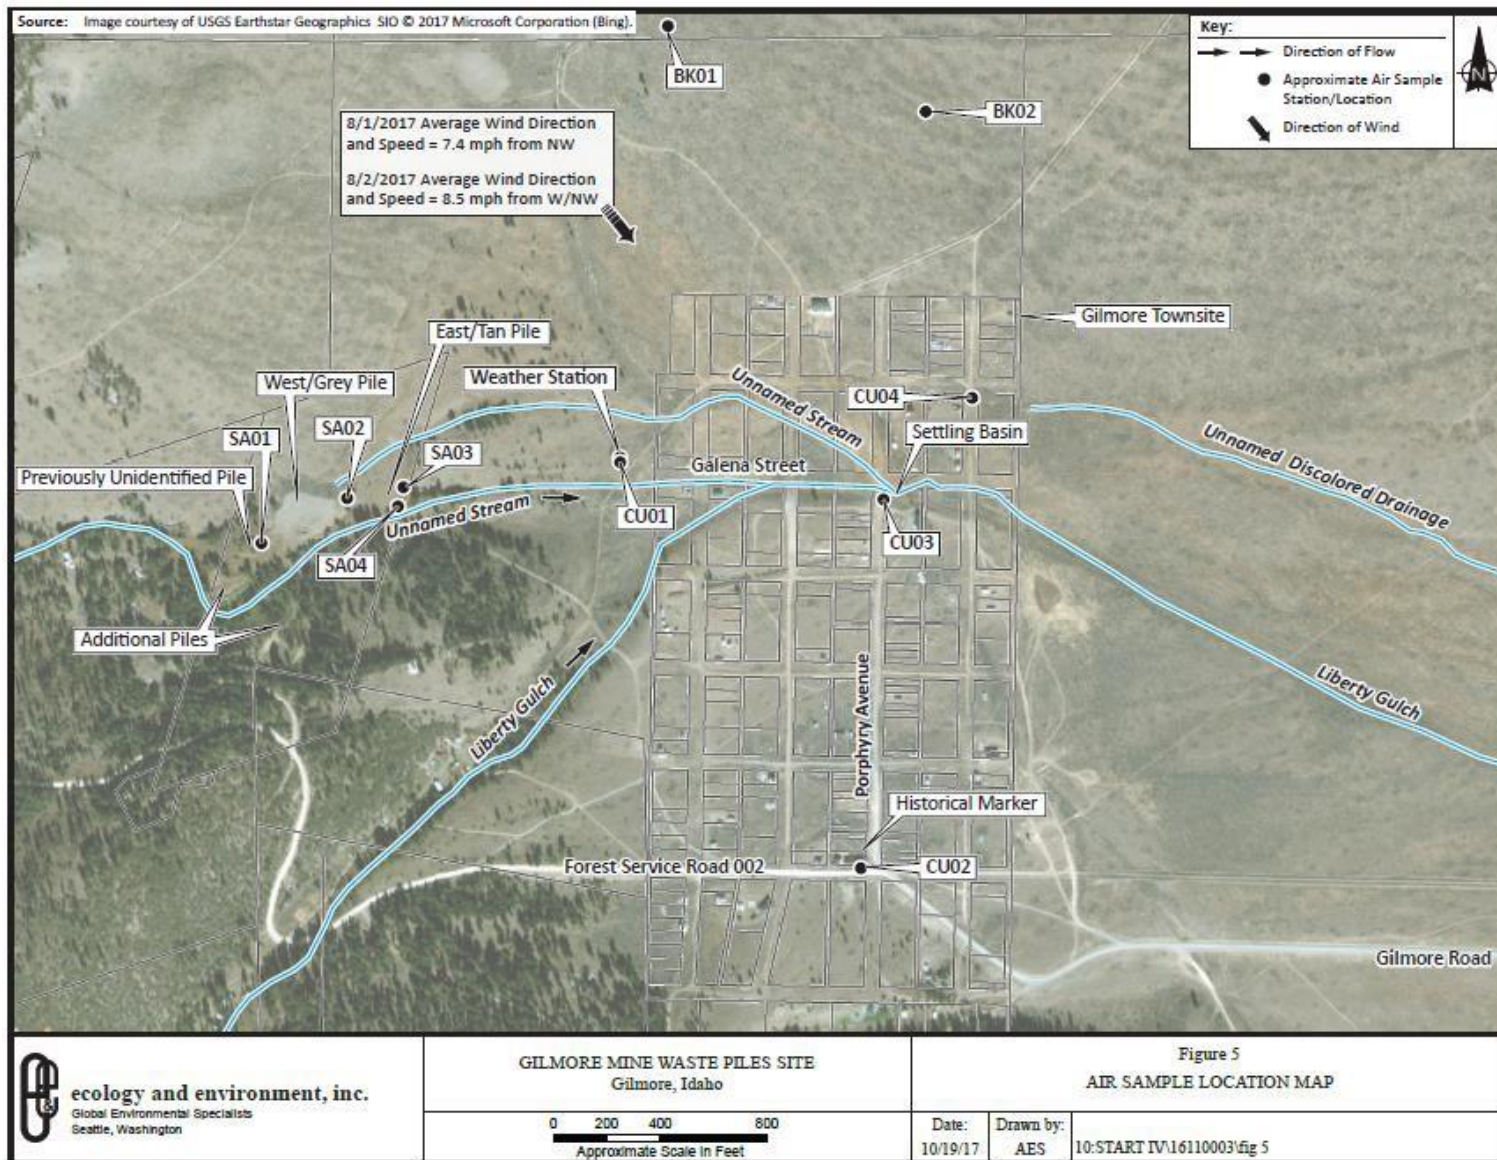 Source: Image courtesy of USGS Earthstar Geographics SIO © 2017 Microsoft Corporation (Bing).
Key:
Direction of Flow
Approximate Air Sample
Station/Location
Direction of Wind
N
BK01
BK02
8/1/2017 Average Wind Direction
and Speed = 7.4 mph from NW
8/2/2017 Average Wind Direction
and Speed = 8.5 mph from W/NW
Gilmore Townsite
East/Tan Pile
West/Grey Pile
Weather Station
Unnamed Stream
CU04
SA01
SA02
SA03
Settling Basin
Unnamed Discolored Drainage
Previously Unidentified Pile
Galena Street
Unnamed Stream
CU01
CU03
SA04
Additional Piles
Liberty Gulch
Liberty Gulch
Porphyry Avenue
Historical Marker
Forest Service Road 002
CU02
Gilmore Road
E&E
ecology and environment, inc.
Global Environmental Specialists
Seattle, Washington
GILMORE MINE WASTE PILES SITE
Gilmore, Idaho
0 200 400 800
Approximate Scale in Feet
Figure 5
AIR SAMPLE LOCATION MAP
Date:
10/19/17
Drawn by:
AES
10:START IV\16110003\fig 5